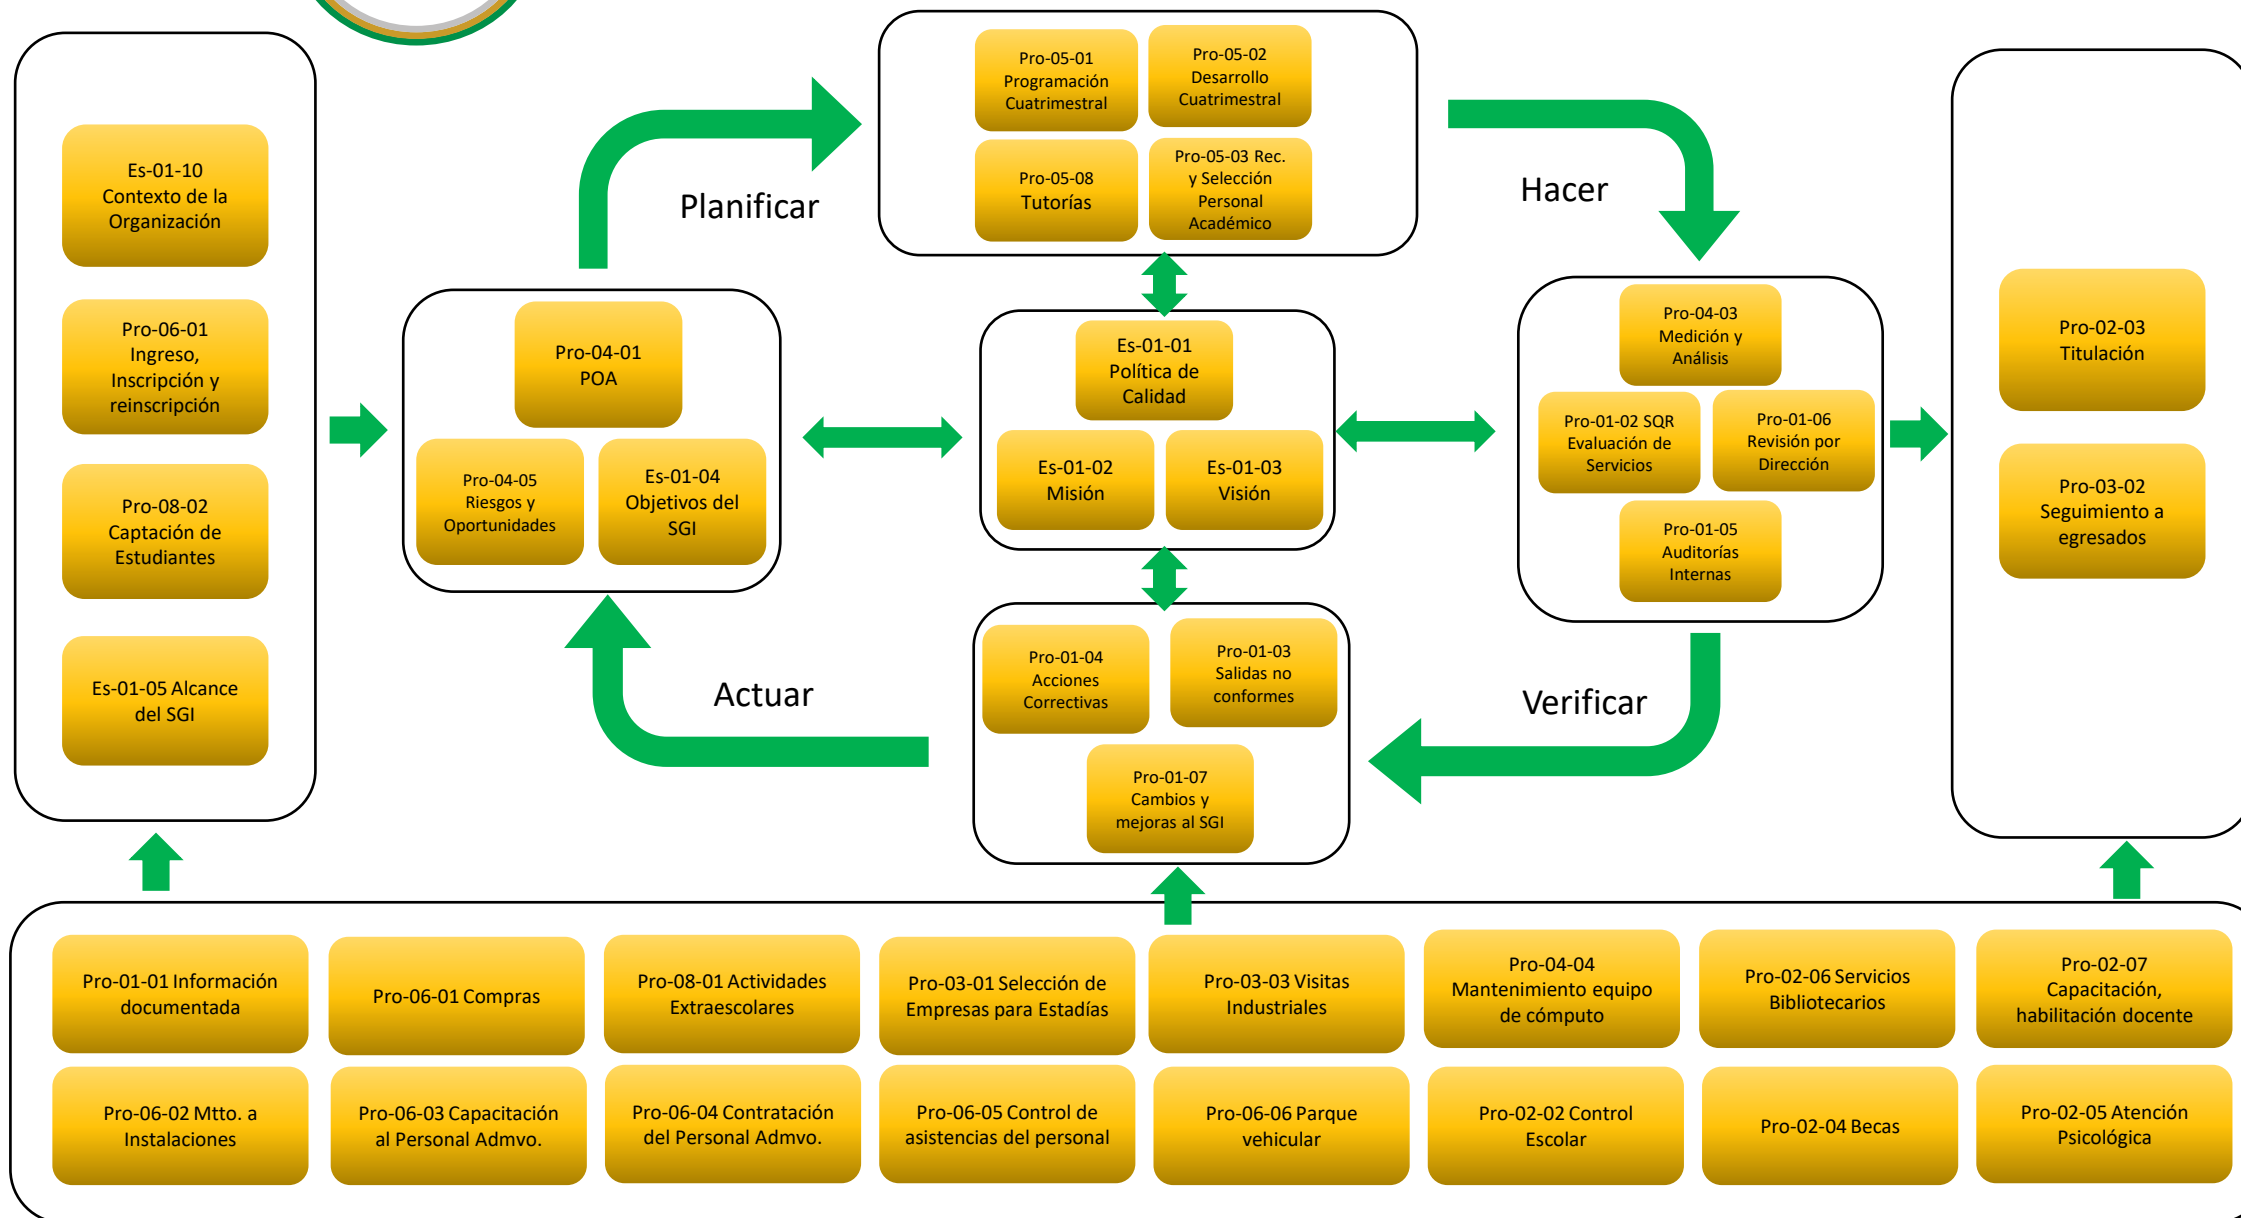 Es-01-10
Contexto de la
Organización
Pro-06-01
Ingreso,
Inscripción y
reinscripción
Pro-08-02
Captación de
Estudiantes
Es-01-05 Alcance
del SGI
Planificar
Pro-04-01
POA
Pro-04-05
Riesgos y
Oportunidades
Es-01-04
Objetivos del
SGI
Actuar
Pro-05-01
Programación
Cuatrimestral
Pro-05-02
Desarrollo
Cuatrimestral
Pro-05-08
Tutorías
Pro-05-03 Rec.
y Selección
Personal
Académico
Es-01-01
Política de
Calidad
Es-01-02
Misión
Es-01-03
Visión
Pro-01-04
Acciones
Correctivas
Pro-01-03
Salidas no
conformes
Pro-01-07
Cambios y
mejoras al SGI
Hacer
Pro-04-03
Medición y
Análisis
Pro-01-02 SQR
Evaluación de
Servicios
Pro-01-06
Revisión por
Dirección
Pro-01-05
Auditorías
Internas
Verificar
Pro-02-03
Titulación
Pro-03-02
Seguimiento a
egresados
Pro-01-01 Información
documentada
Pro-06-01 Compras
Pro-08-01 Actividades
Extraescolares
Pro-03-01 Selección de
Empresas para Estadías
Pro-03-03 Visitas
Industriales
Pro-04-04
Mantenimiento equipo
de cómputo
Pro-02-06 Servicios
Bibliotecarios
Pro-02-07
Capacitación,
habilitación docente
Pro-06-02 Mtto. a
Instalaciones
Pro-06-03 Capacitación
al Personal Admvo.
Pro-06-04 Contratación
del Personal Admvo.
Pro-06-05 Control de
asistencias del personal
Pro-06-06 Parque
vehicular
Pro-02-02 Control
Escolar
Pro-02-04 Becas
Pro-02-05 Atención
Psicológica